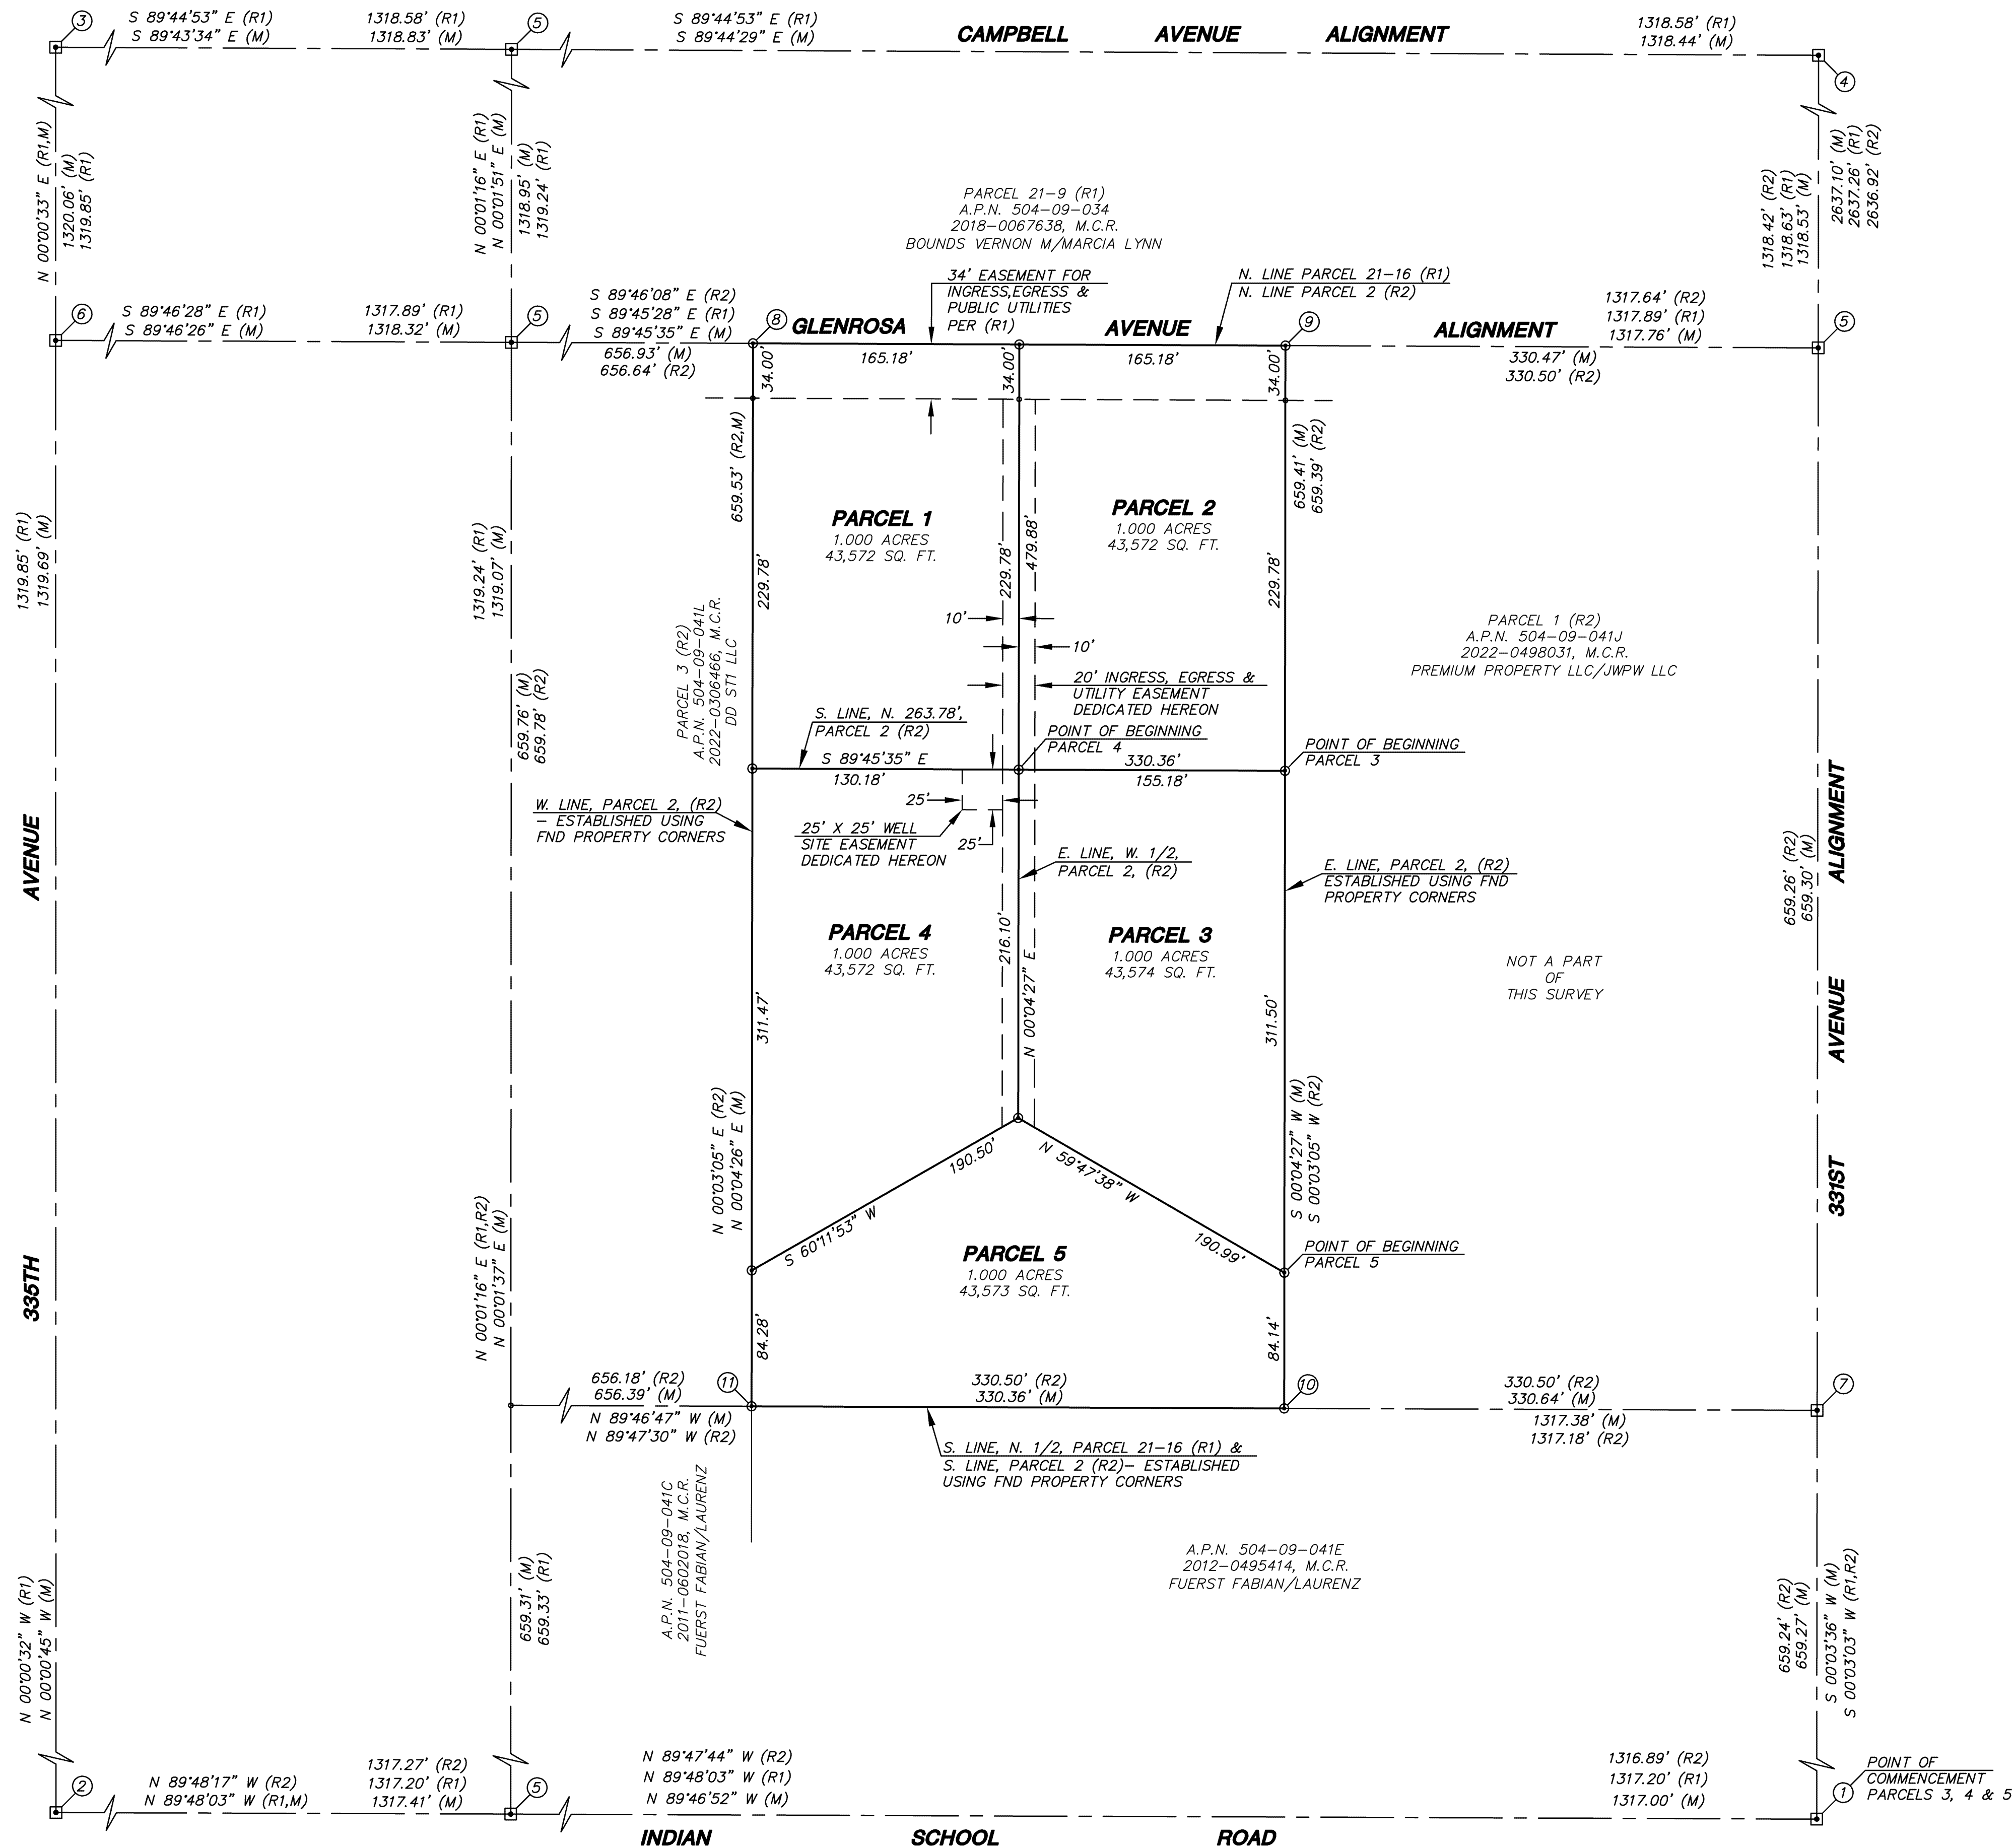 3
S 89°44'53" E (R1)
S 89°43'34" E (M)
1318.58' (R1)
1318.83' (M)
5
S 89°44'53" E (R1)
S 89°44'29" E (M)
CAMPBELL AVENUE ALIGNMENT
1318.58' (R1)
1318.44' (M)
4
N 00°00'33" E (R1,M)
1320.06' (M)
1319.85' (R1)
N 00°01'16" E (R1)
N 00°01'51" E (M)
1318.95' (M)
1319.24' (R1)
PARCEL 21-9 (R1)
A.P.N. 504-09-034
2018-0067638, M.C.R.
BOUNDS VERNON M/MARCIA LYNN
1318.42' (R2)
1318.63' (R1)
1318.53' (M)
2637.10' (M)
2637.26' (R1)
2636.92' (R2)
6
S 89°46'28" E (R1)
S 89°46'26" E (M)
1317.89' (R1)
1318.32' (M)
5
S 89°46'08" E (R2)
S 89°45'28" E (R1)
S 89°45'35" E (M)
656.93' (M)
656.64' (R2)
8
34' EASEMENT FOR
INGRESS,EGRESS &
PUBLIC UTILITIES
PER (R1)
N. LINE PARCEL 21-16 (R1)
N. LINE PARCEL 2 (R2)
GLENROSA AVENUE ALIGNMENT
9
1317.64' (R2)
1317.89' (R1)
1317.76' (M)
5
165.18'
165.18'
330.47' (M)
330.50' (R2)
34.00'
34.00'
34.00'
659.53' (R2,M)
659.41' (M)
659.39' (R2)
PARCEL 1
1.000 ACRES
43,572 SQ. FT.
PARCEL 2
1.000 ACRES
43,572 SQ. FT.
229.78'
229.78'
479.88'
229.78'
1319.85' (R1)
1319.69' (M)
1319.24' (R1)
1319.07' (M)
659.76' (M)
659.78' (R2)
PARCEL 3 (R2)
A.P.N. 504-09-041L
2022-0306466, M.C.R.
DD ST1 LLC
10'
10'
20' INGRESS, EGRESS &
UTILITY EASEMENT
DEDICATED HEREON
PARCEL 1 (R2)
A.P.N. 504-09-041J
2022-0498031, M.C.R.
PREMIUM PROPERTY LLC/JWPW LLC
S. LINE, N. 263.78',
PARCEL 2 (R2)
POINT OF BEGINNING
PARCEL 4
POINT OF BEGINNING
PARCEL 3
S 89°45'35" E
330.36'
130.18'
155.18'
W. LINE, PARCEL 2, (R2)
- ESTABLISHED USING
FND PROPERTY CORNERS
25'
25'
25' X 25' WELL
SITE EASEMENT
DEDICATED HEREON
E. LINE, W. 1/2,
PARCEL 2, (R2)
E. LINE, PARCEL 2, (R2)
ESTABLISHED USING FND
PROPERTY CORNERS
659.26' (R2)
659.30' (M)
PARCEL 4
1.000 ACRES
43,572 SQ. FT.
PARCEL 3
1.000 ACRES
43,574 SQ. FT.
NOT A PART
OF
THIS SURVEY
216.10'
N 00°04'27" E
311.47'
311.50'
335TH AVENUE
331ST AVENUE ALIGNMENT
N 00°03'05" E (R2)
N 00°04'26" E (M)
S 00°04'27" W (M)
S 00°03'05" W (R2)
190.50'
S 60°11'53" W
N 59°47'38" W
190.99'
N 00°01'16" E (R1,R2)
N 00°01'37" E (M)
PARCEL 5
1.000 ACRES
43,573 SQ. FT.
POINT OF BEGINNING
PARCEL 5
84.28'
84.14'
656.18' (R2)
656.39' (M)
N 89°46'47" W (M)
N 89°47'30" W (R2)
11
330.50' (R2)
330.36' (M)
10
330.50' (R2)
330.64' (M)
1317.38' (M)
1317.18' (R2)
7
S. LINE, N. 1/2, PARCEL 21-16 (R1) &
S. LINE, PARCEL 2 (R2)- ESTABLISHED
USING FND PROPERTY CORNERS
A.P.N. 504-09-041C
2011-0602018, M.C.R.
FUERST FABIAN/LAURENZ
A.P.N. 504-09-041E
2012-0495414, M.C.R.
FUERST FABIAN/LAURENZ
N 00°00'32" W (R1)
N 00°00'45" W (M)
659.31' (M)
659.33' (R1)
659.24' (R2)
659.27' (M)
S 00°03'36" W (M)
S 00°03'03" W (R1,R2)
2
N 89°48'17" W (R2)
N 89°48'03" W (R1,M)
1317.27' (R2)
1317.20' (R1)
1317.41' (M)
5
N 89°47'44" W (R2)
N 89°48'03" W (R1)
N 89°46'52" W (M)
1316.89' (R2)
1317.20' (R1)
1317.00' (M)
1
POINT OF
COMMENCEMENT
PARCELS 3, 4 & 5
INDIAN SCHOOL ROAD